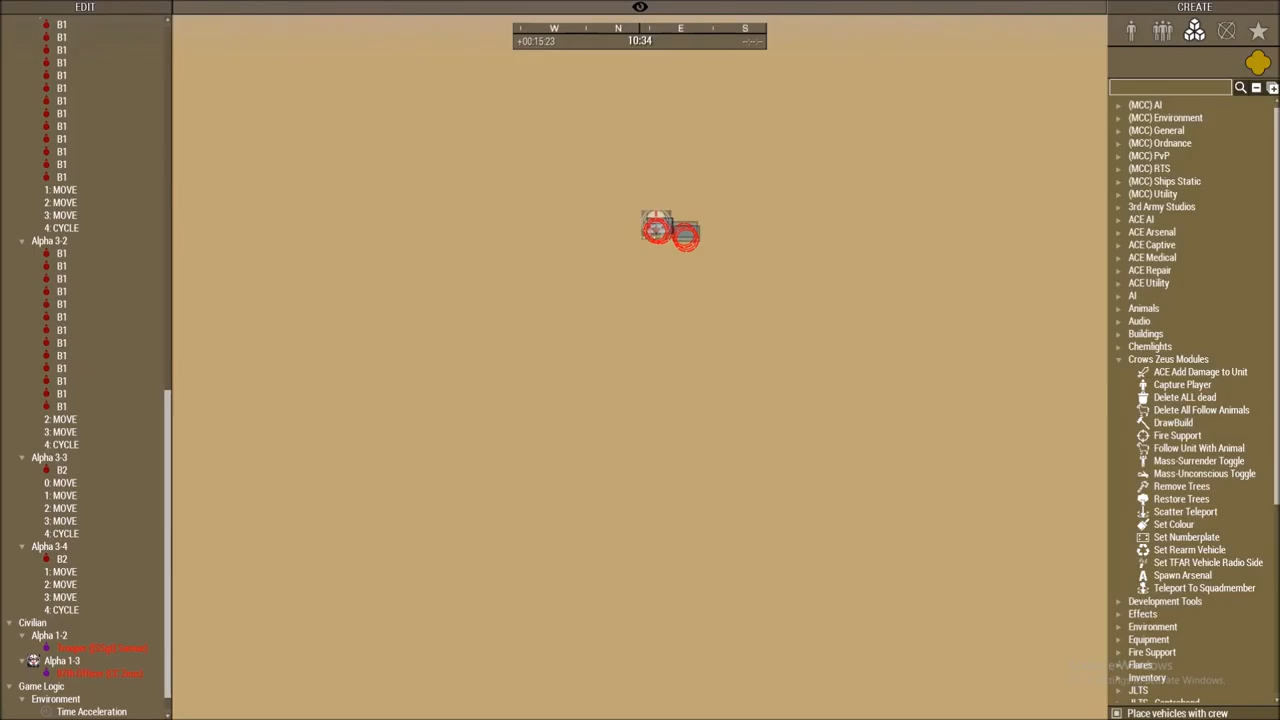 EDIT
B1
B1
B1
B1
B1
B1
B1
B1
B1
B1
B1
B1
B1
1: MOVE
2: MOVE
3: MOVE
4: CYCLE
Alpha 3-2
B1
B1
B1
B1
B1
B1
B1
B1
B1
B1
B1
B1
B1
2: MOVE
3: MOVE
4: CYCLE
Alpha 3-3
B2
0: MOVE
1: MOVE
2: MOVE
3: MOVE
4: CYCLE
Alpha 3-4
B2
1: MOVE
2: MOVE
3: MOVE
4: CYCLE
Civilian
Alpha 1-2
Alpha 1-3
Game Logic
Environment
Time Acceleration
W N E S
+00:15:23 10:34 --:--:--
CREATE
(MCC) AI
(MCC) Environment
(MCC) General
(MCC) Ordnance
(MCC) PvP
(MCC) RTS
(MCC) Ships Static
(MCC) Utility
3rd Army Studios
ACE AI
ACE Arsenal
ACE Captive
ACE Medical
ACE Repair
ACE Utility
AI
Animals
Audio
Buildings
Chemlights
Crows Zeus Modules
ACE Add Damage to Unit
Capture Player
Delete ALL dead
Delete All Follow Animals
DrawBuild
Fire Support
Follow Unit With Animal
Mass-Surrender Toggle
Mass-Unconscious Toggle
Remove Trees
Restore Trees
Scatter Teleport
Set Colour
Set Numberplate
Set Rearm Vehicle
Set TFAR Vehicle Radio Side
Spawn Arsenal
Teleport To Squadmember
Development Tools
Effects
Environment
Equipment
Fire Support
Flares
Inventory
JLTS
Place vehicles with crew